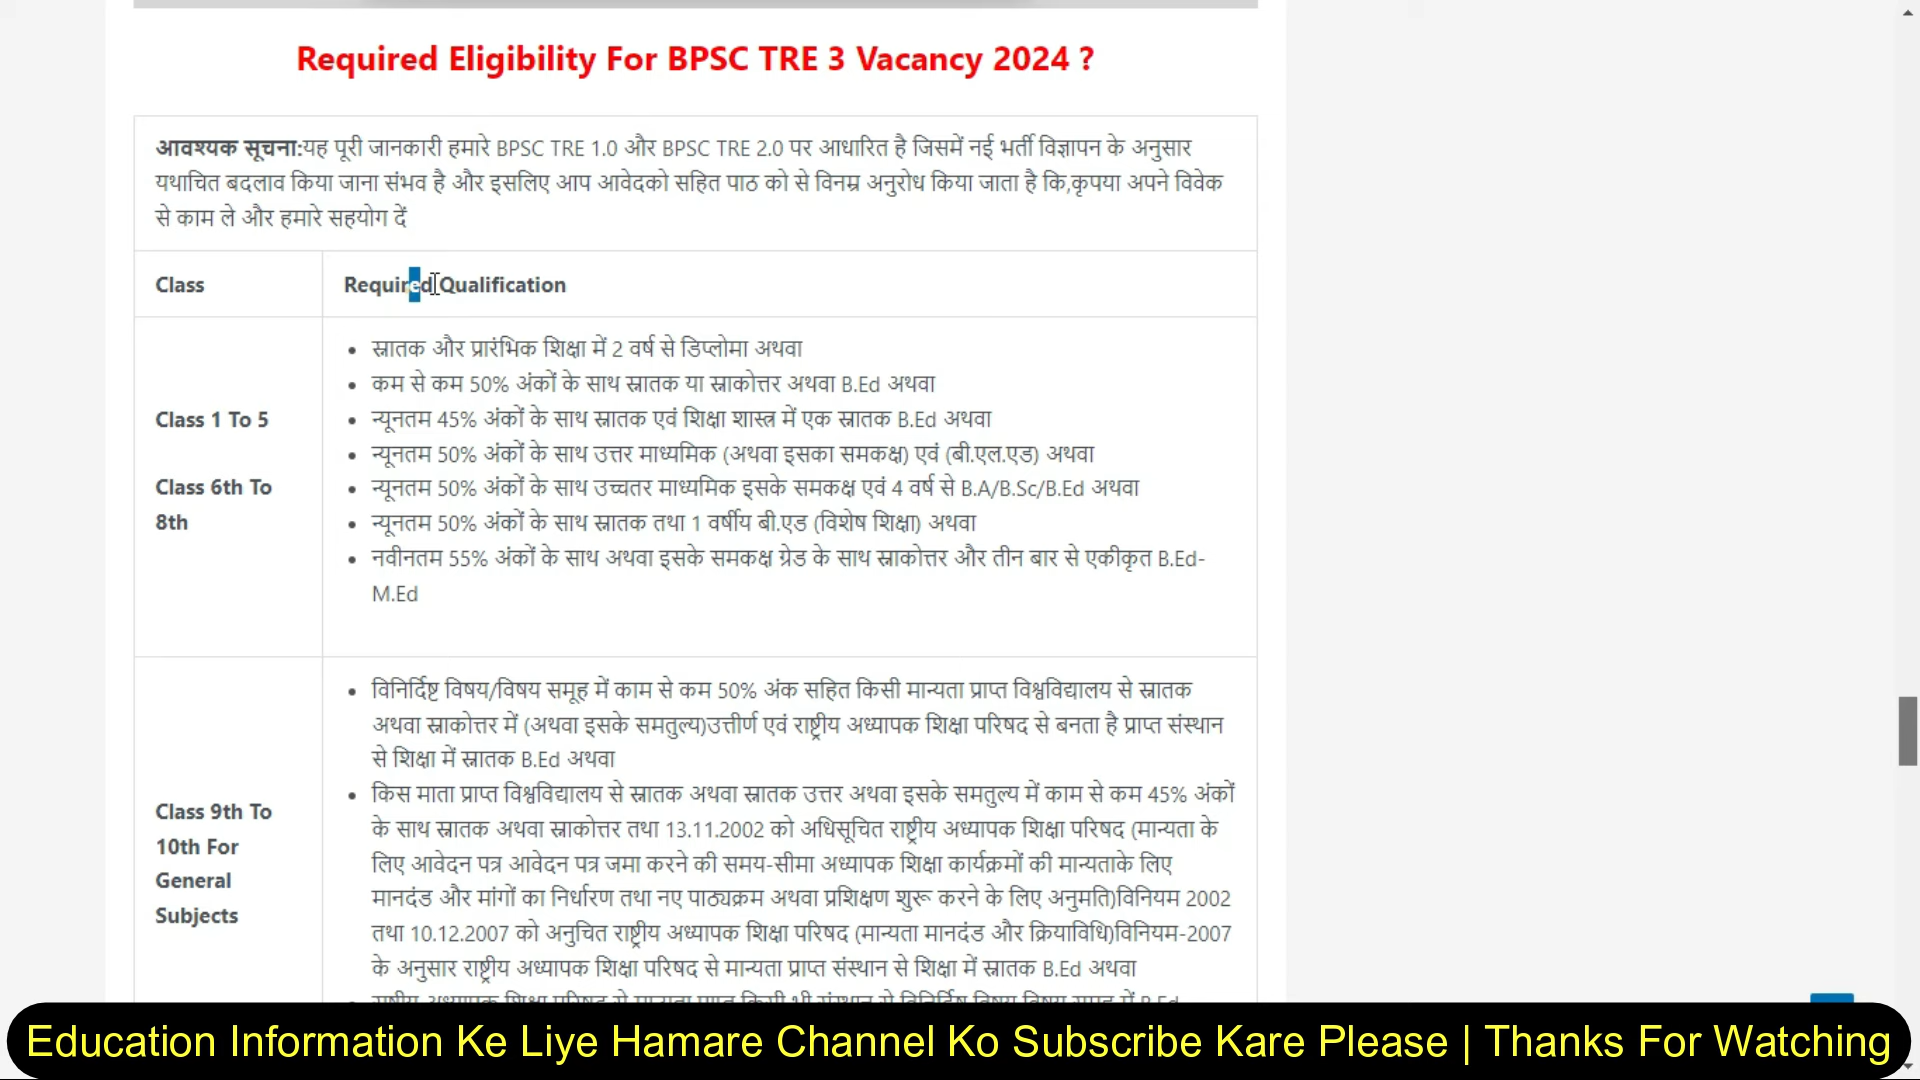 Required Eligibility For BPSC TRE 3 Vacancy 2024 ?
आवश्यक सूचना:यह पूरी जानकारी हमारे BPSC TRE 1.0 और BPSC TRE 2.0 पर आधारित है जिसमें नई भर्ती विज्ञापन के अनुसार
यथाचित बदलाव किया जाना संभव है और इसलिए आप आवेदको सहित पाठ को से विनम्र अनुरोध किया जाता है कि,कृपया अपने विवेक
से काम ले और हमारे सहयोग दें
Class
Required Qualification
Class 1 To 5
Class 6th To
8th
• स्नातक और प्रारंभिक शिक्षा में 2 वर्ष से डिप्लोमा अथवा
• कम से कम 50% अंकों के साथ स्नातक या स्नाकोत्तर अथवा B.Ed अथवा
• न्यूनतम 45% अंकों के साथ स्नातक एवं शिक्षा शास्त्र में एक स्नातक B.Ed अथवा
• न्यूनतम 50% अंकों के साथ उत्तर माध्यमिक (अथवा इसका समकक्ष) एवं (बी.एल.एड) अथवा
• न्यूनतम 50% अंकों के साथ उच्चतर माध्यमिक इसके समकक्ष एवं 4 वर्ष से B.A/B.Sc/B.Ed अथवा
• न्यूनतम 50% अंकों के साथ स्नातक तथा 1 वर्षीय बी.एड (विशेष शिक्षा) अथवा
• नवीनतम 55% अंकों के साथ अथवा इसके समकक्ष ग्रेड के साथ स्नाकोत्तर और तीन बार से एकीकृत B.Ed-
M.Ed
Class 9th To
10th For
General
Subjects
• विनिर्दिष्ट विषय/विषय समूह में काम से कम 50% अंक सहित किसी मान्यता प्राप्त विश्वविद्यालय से स्नातक
अथवा स्नाकोत्तर में (अथवा इसके समतुल्य)उत्तीर्ण एवं राष्ट्रीय अध्यापक शिक्षा परिषद से बनता है प्राप्त संस्थान
से शिक्षा में स्नातक B.Ed अथवा
• किस माता प्राप्त विश्वविद्यालय से स्नातक अथवा स्नातक उत्तर अथवा इसके समतुल्य में काम से कम 45% अंकों
के साथ स्नातक अथवा स्नाकोत्तर तथा 13.11.2002 को अधिसूचित राष्ट्रीय अध्यापक शिक्षा परिषद (मान्यता के
लिए आवेदन पत्र आवेदन पत्र जमा करने की समय-सीमा अध्यापक शिक्षा कार्यक्रमों की मान्यताके लिए
मानदंड और मांगों का निर्धारण तथा नए पाठ्यक्रम अथवा प्रशिक्षण शुरू करने के लिए अनुमति)विनियम 2002
तथा 10.12.2007 को अनुचित राष्ट्रीय अध्यापक शिक्षा परिषद (मान्यता मानदंड और क्रियाविधि)विनियम-2007
के अनुसार राष्ट्रीय अध्यापक शिक्षा परिषद से मान्यता प्राप्त संस्थान से शिक्षा में स्नातक B.Ed अथवा
Education Information Ke Liye Hamare Channel Ko Subscribe Kare Please | Thanks For Watching